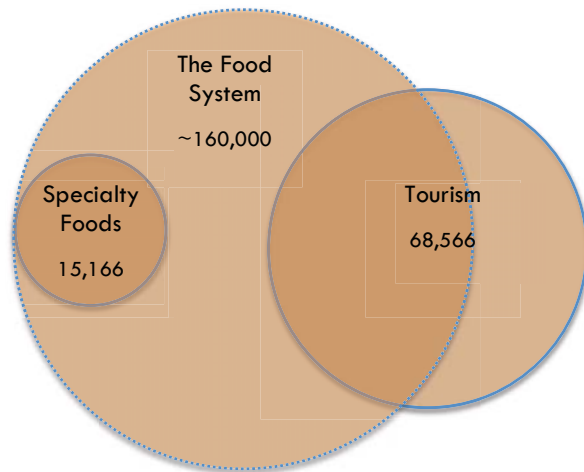 The Food
System
~160,000
Specialty
Foods
15,166
Tourism
68,566